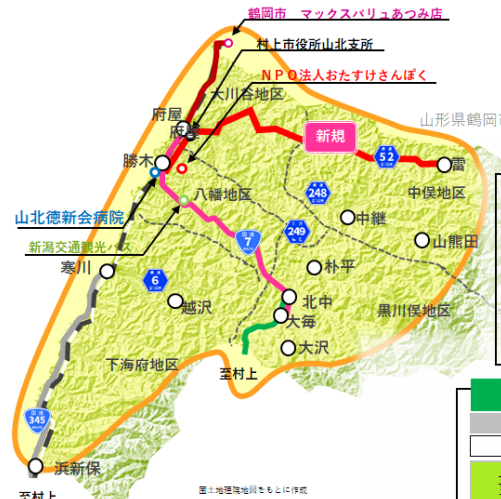 鶴岡市　マックスバリュあつみ店
村上市役所山北支所
ＮＰＯ法人おたすけさんぽく
大川谷地区
府屋
府屋
新規
山形県鶴岡市
勝木
52
雷
八幡地区
248
中俣地区
山北徳新会病院
中継
新潟交通観光バス
249
7
山熊田
寒川
朴平
6
北中
越沢
黒川俣地区
大毎
下海府地区
大沢
至村上
国道
345
浜新保
国土地理院地図をもとに作成
至村上